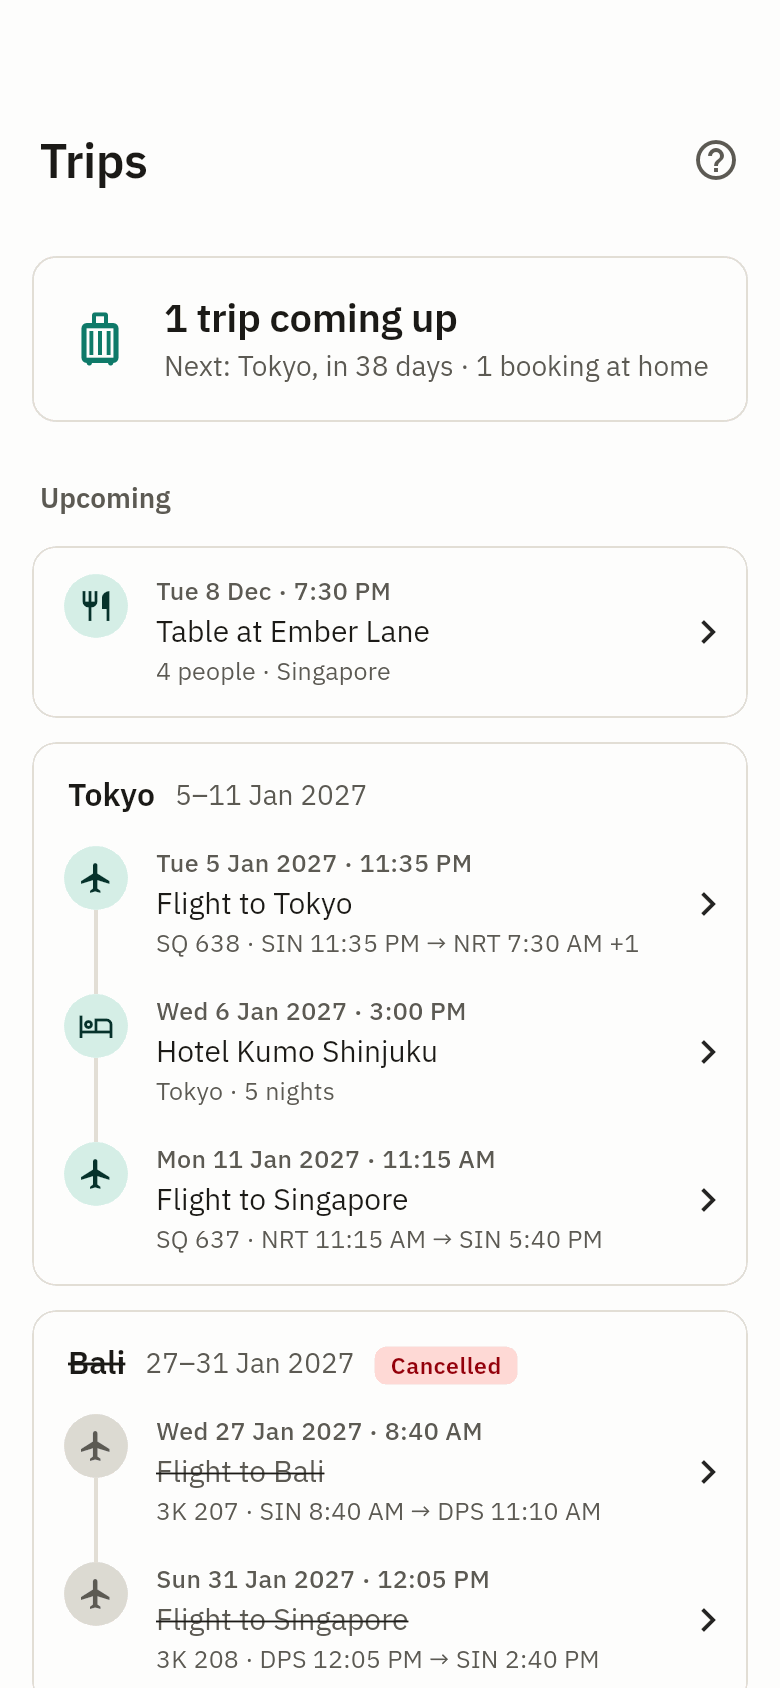 Trips
1 trip coming up
Next: Tokyo, in 38 days · 1 booking at home
Upcoming
Tue 8 Dec · 7:30 PM
Table at Ember Lane
4 people · Singapore
Tokyo 5–11 Jan 2027
Tue 5 Jan 2027 · 11:35 PM
Flight to Tokyo
SQ 638 · SIN 11:35 PM → NRT 7:30 AM +1
Wed 6 Jan 2027 · 3:00 PM
Hotel Kumo Shinjuku
Tokyo · 5 nights
Mon 11 Jan 2027 · 11:15 AM
Flight to Singapore
SQ 637 · NRT 11:15 AM → SIN 5:40 PM
Bali 27–31 Jan 2027 Cancelled
Wed 27 Jan 2027 · 8:40 AM
Flight to Bali
3K 207 · SIN 8:40 AM → DPS 11:10 AM
Sun 31 Jan 2027 · 12:05 PM
Flight to Singapore
3K 208 · DPS 12:05 PM → SIN 2:40 PM